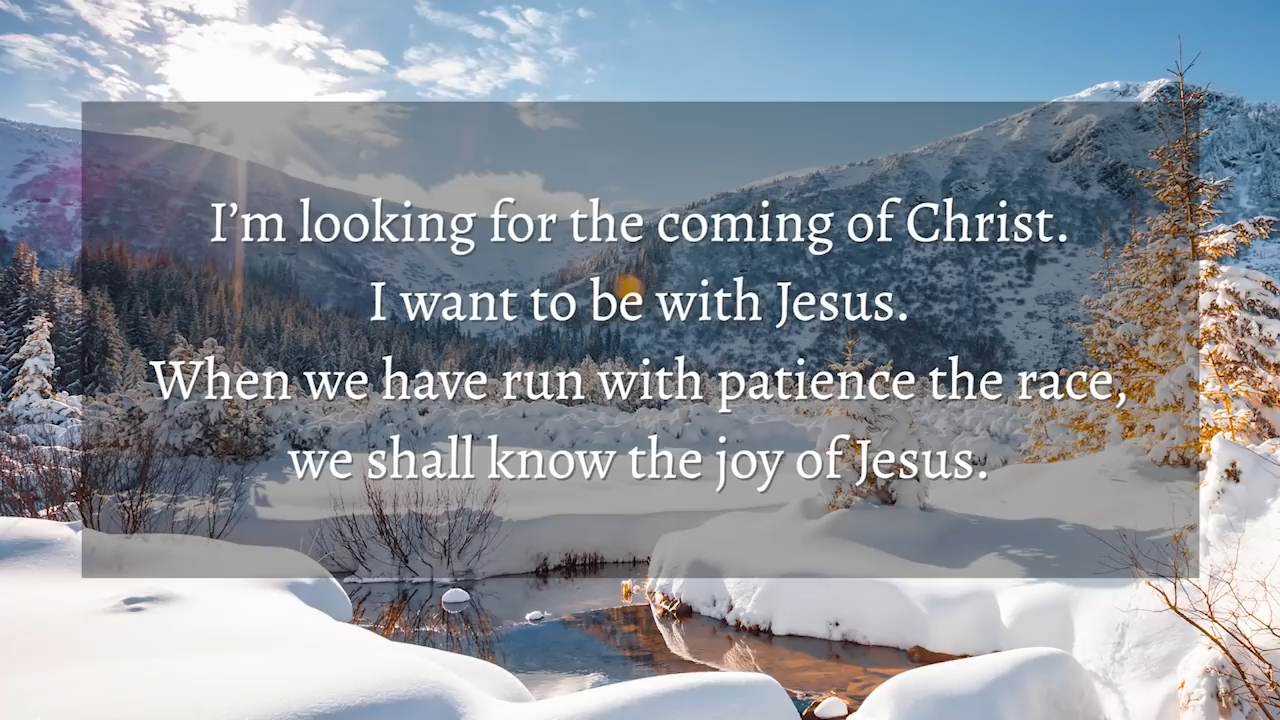 I’m looking for the coming of Christ.
I want to be with Jesus.
When we have run with patience the race,
we shall know the joy of Jesus.